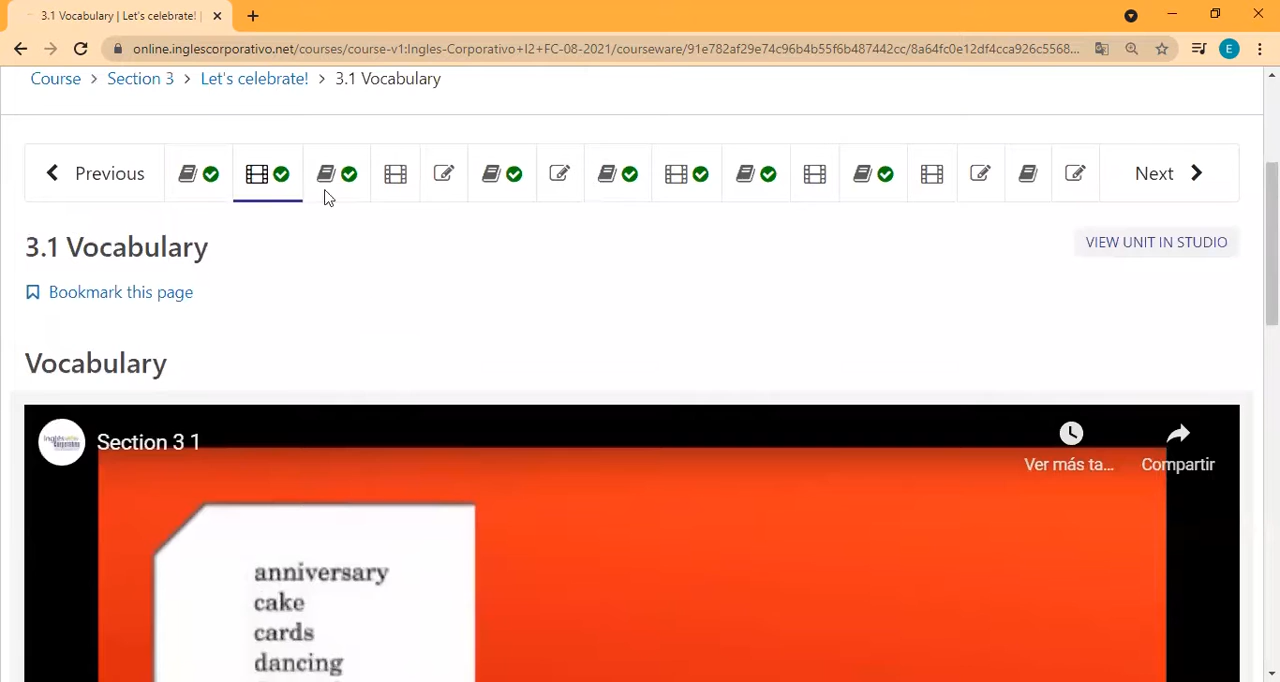 3.1 Vocabulary | Let's celebrate! |
online.inglescorporativo.net/courses/course-v1:Ingles-Corporativo+I2+FC-08-2021/courseware/91e782af29e74c96b4b55f6b487442cc/8a64fc0e12df4cca926c5568...
E
Course > Section 3 > Let's celebrate! > 3.1 Vocabulary
Previous
Next
3.1 Vocabulary
VIEW UNIT IN STUDIO
Bookmark this page
Vocabulary
Section 3 1
Ver más ta...
Compartir
anniversary
cake
cards
dancing